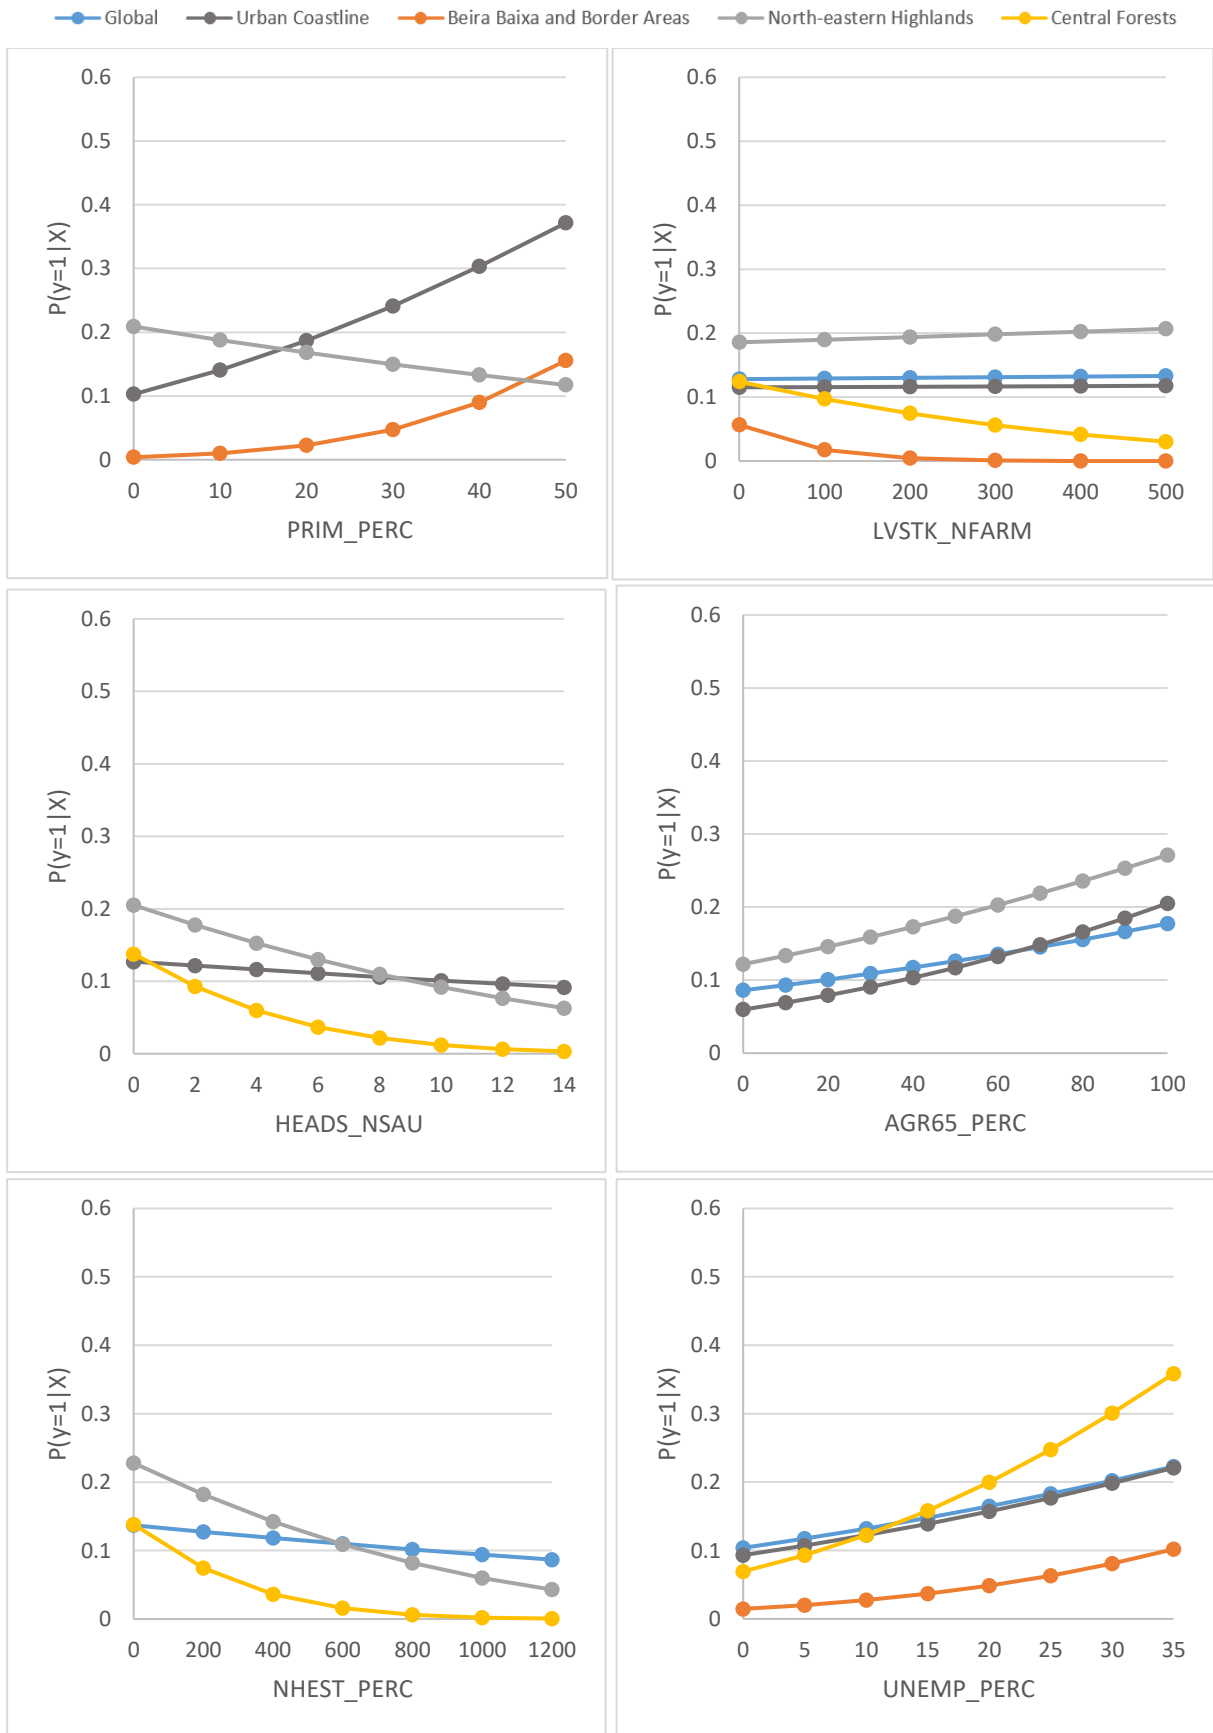 Global Urban Coastline Beira Baixa and Border Areas North-eastern Highlands Central Forests
0.6
0.5
0.4
0.3
0.2
0.1
0
P(y=1|X)
0 10 20 30 40 50
PRIM_PERC
0.6
0.5
0.4
0.3
0.2
0.1
0
P(y=1|X)
0 100 200 300 400 500
LVSTK_NFARM
0.6
0.5
0.4
0.3
0.2
0.1
0
P(y=1|X)
0 2 4 6 8 10 12 14
HEADS_NSAU
0.6
0.5
0.4
0.3
0.2
0.1
0
P(y=1|X)
0 20 40 60 80 100
AGR65_PERC
0.6
0.5
0.4
0.3
0.2
0.1
0
P(y=1|X)
0 200 400 600 800 1000 1200
NHEST_PERC
0.6
0.5
0.4
0.3
0.2
0.1
0
P(y=1|X)
0 5 10 15 20 25 30 35
UNEMP_PERC